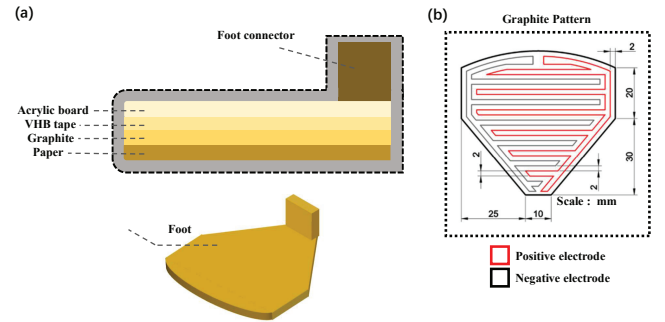 (a)
Foot connector
Acrylic board
VHB tape
Graphite
Paper
Foot
(b)
Graphite Pattern
2
20
30
2
2
Scale : mm
25
10
Positive electrode
Negative electrode